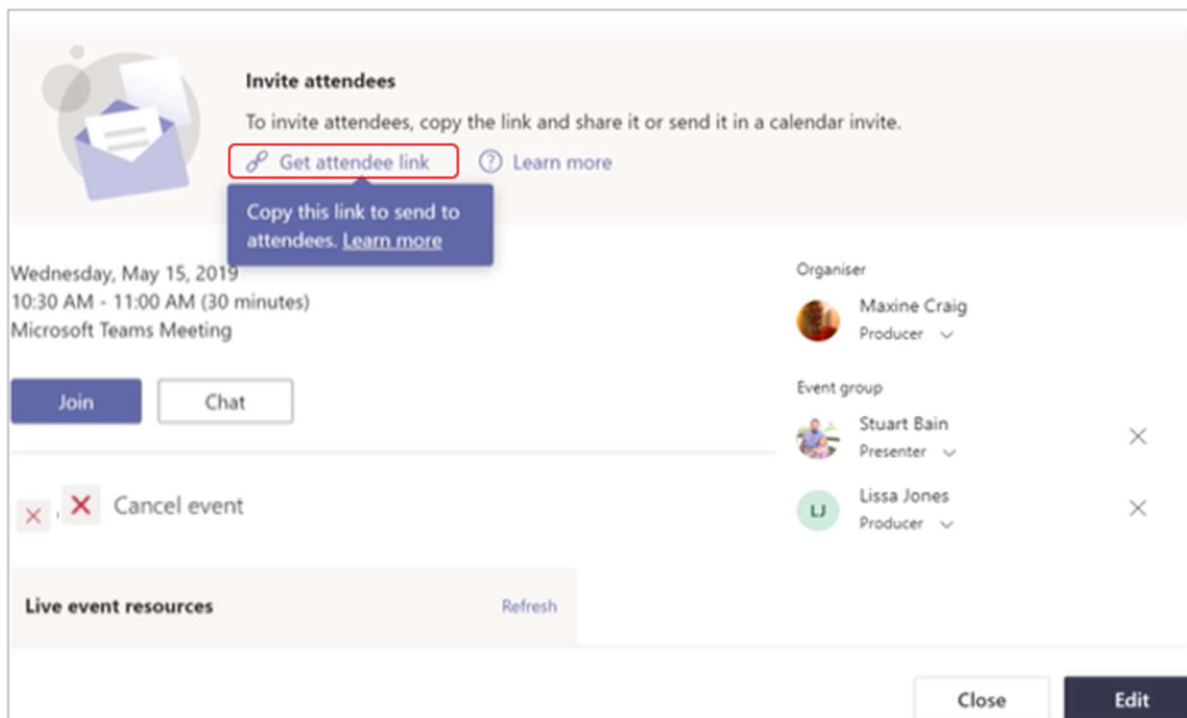 Invite attendees
To invite attendees, copy the link and share it or send it in a calendar invite.
Get attendee link
Learn more
Copy this link to send to
attendees. Learn more
Wednesday, May 15, 2019
10:30 AM - 11:00 AM (30 minutes)
Microsoft Teams Meeting
Join
Chat
Cancel event
Live event resources
Refresh
Organiser
Maxine Craig
Producer
Event group
Stuart Bain
Presenter
LJ
Lissa Jones
Producer
Close
Edit